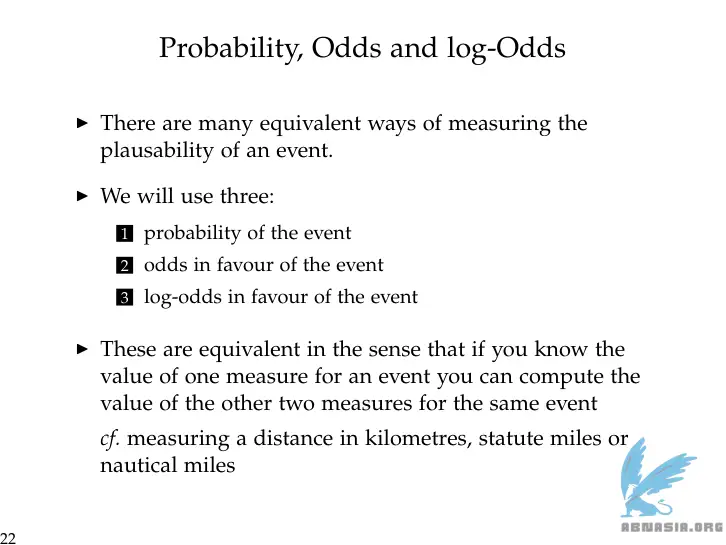 Probability, Odds and log-Odds
▶ There are many equivalent ways of measuring the
plausability of an event.
▶ We will use three:
1 probability of the event
2 odds in favour of the event
3 log-odds in favour of the event
▶ These are equivalent in the sense that if you know the
value of one measure for an event you can compute the
value of the other two measures for the same event
cf. measuring a distance in kilometres, statute miles or
nautical miles
ABNASIA.ORG
22